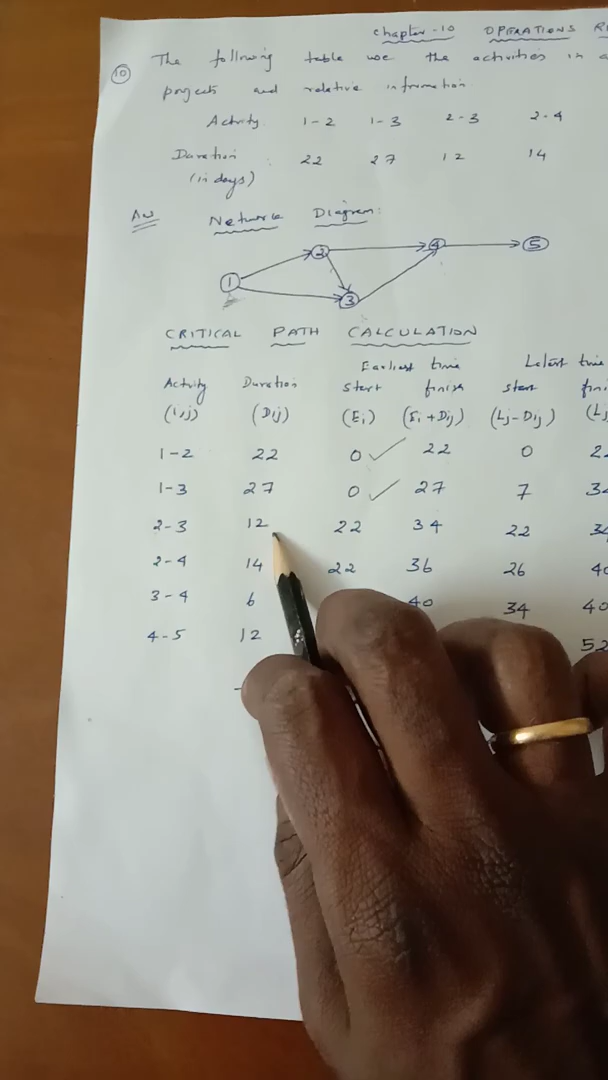 Chapter-10 OPERATIONS
10 The following table use the activities in a
projects and relative information
Activity 1-2 1-3 2-3 2-4
Duration : 22 27 12 14
(in days)
Ans Network Diagram:
1 2 3 4 5
CRITICAL PATH CALCULATION
Activity Duration Earliest time Latest time
start finish start
(i,j) (Dij) (Ei) (Ei + Dij) (Lj-Dij)
1-2 22 0 22 0
1-3 27 0 27 7
2-3 12 22 34 22
2-4 14 22 36 26
3-4 6 40 34 40
4-5 12 52